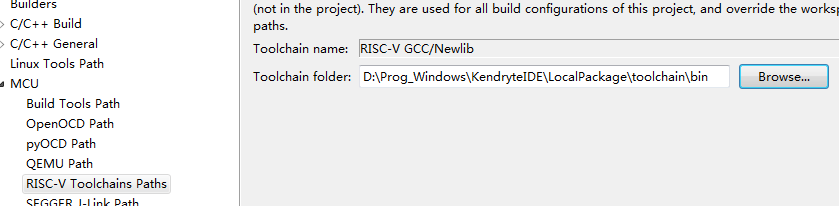 Builders
C/C++ Build
C/C++ General
Linux Tools Path
MCU
Build Tools Path
OpenOCD Path
pyOCD Path
QEMU Path
RISC-V Toolchains Paths
SEGGER J-Link Path
(not in the project). They are used for all build configurations of this project, and override the works
paths.
Toolchain name: RISC-V GCC/Newlib
Toolchain folder: D:\Prog_Windows\KendryteIDE\LocalPackage\toolchain\bin Browse...